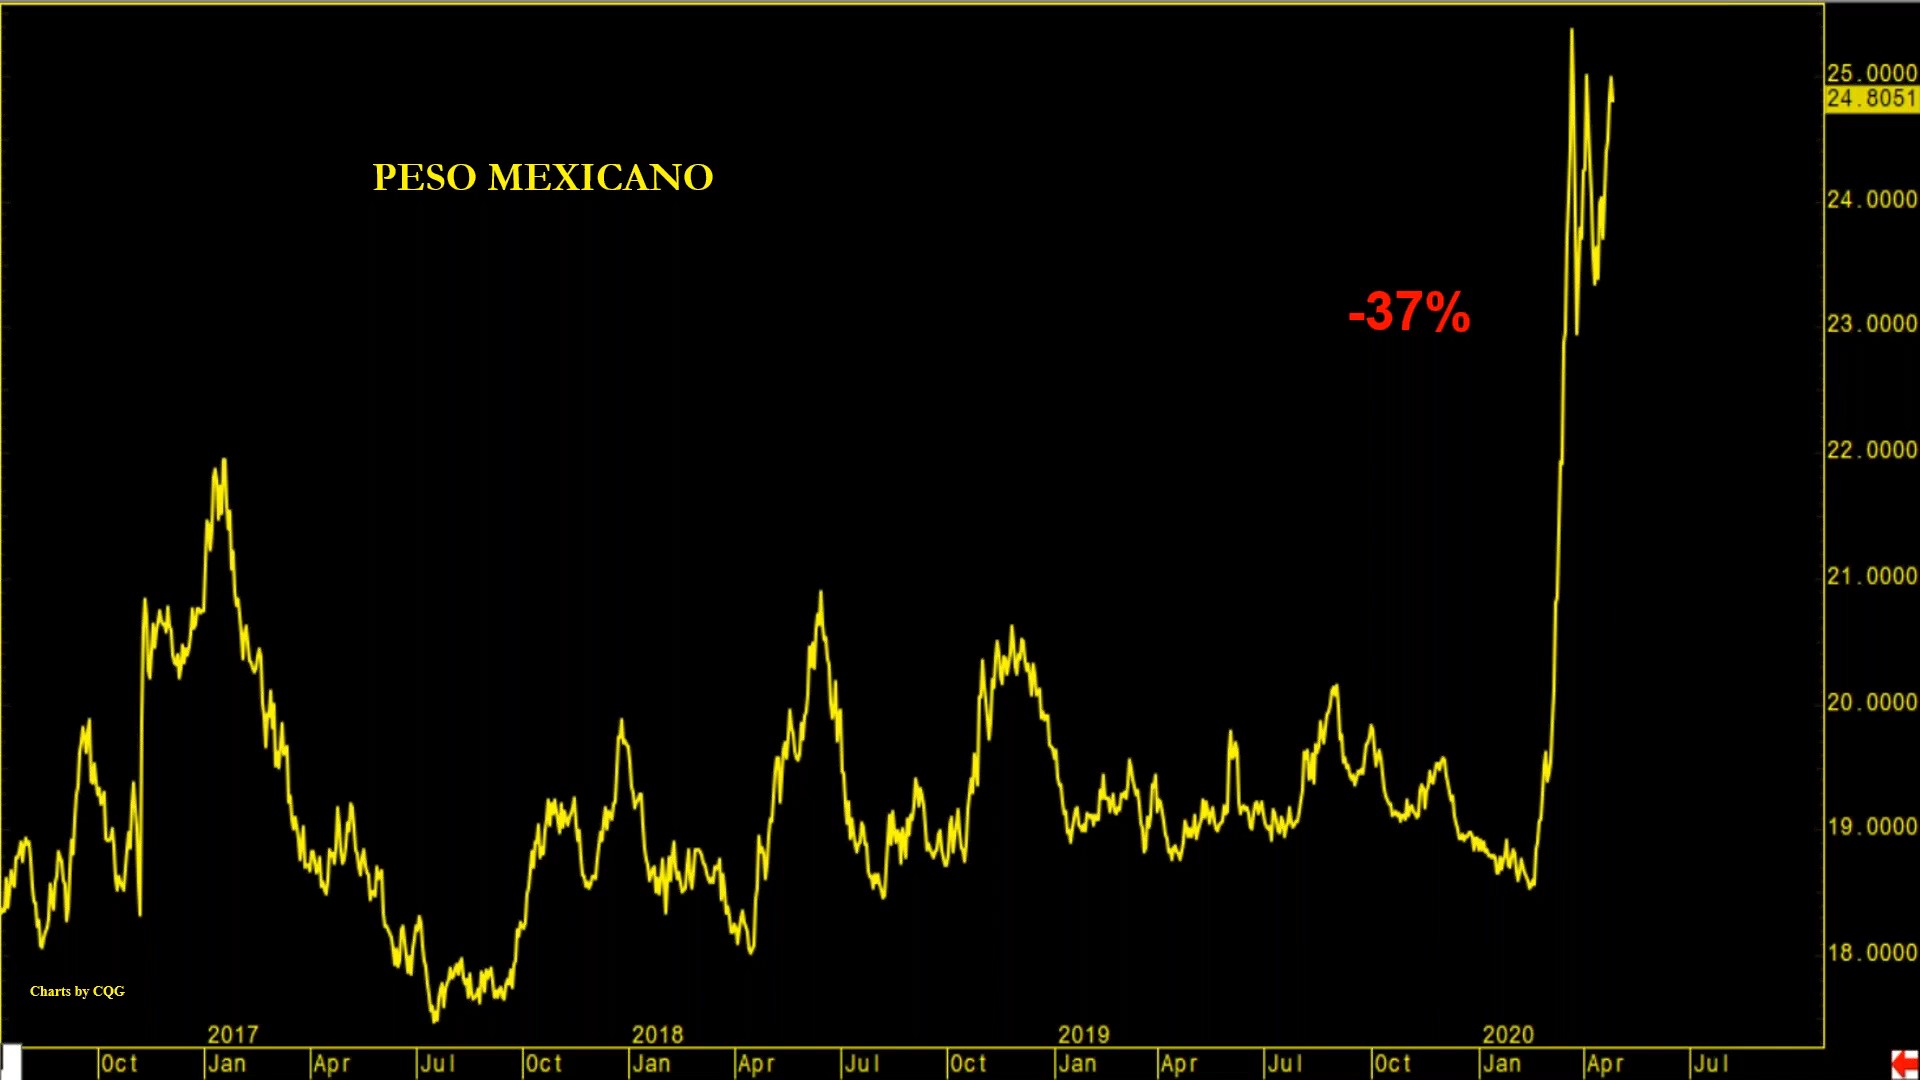 25.0000
24.8051
PESO MEXICANO
24.0000
-37%
23.0000
22.0000
21.0000
20.0000
19.0000
18.0000
Charts by CQG
2017 2018 2019 2020
Oct Jan Apr Jul Oct Jan Apr Jul Oct Jan Apr Jul Oct Jan Apr Jul